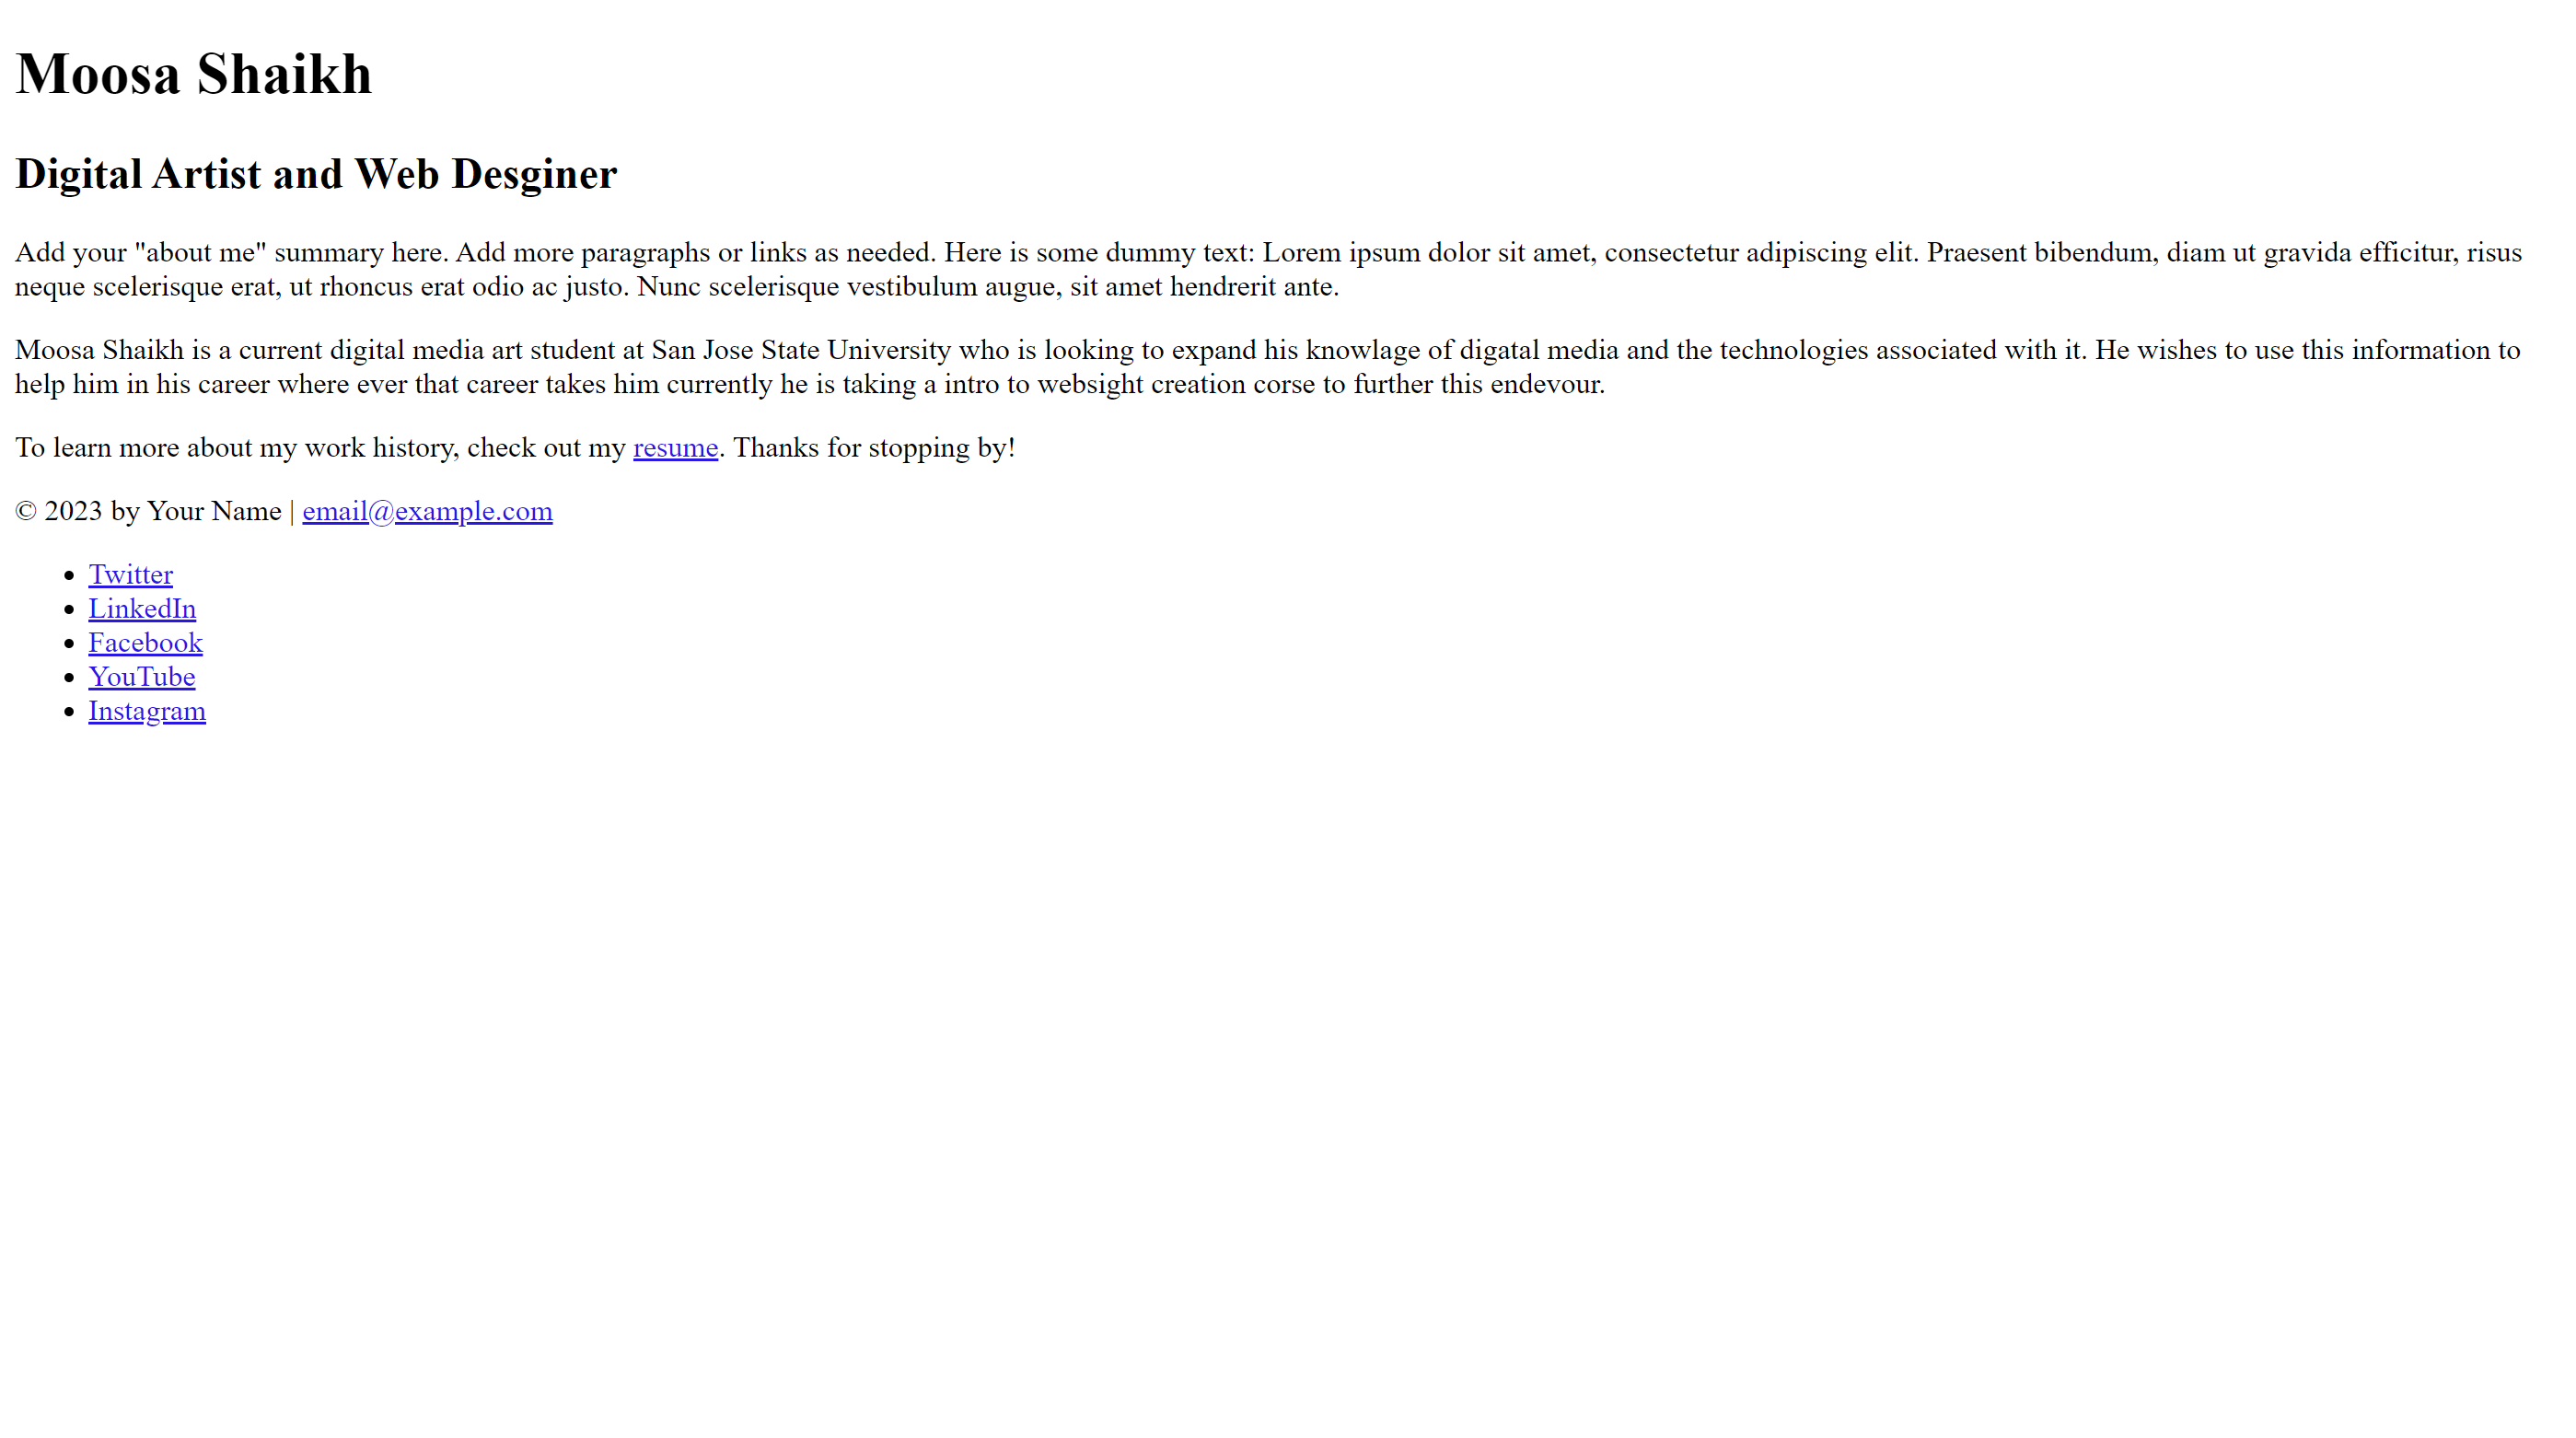 Moosa Shaikh
Digital Artist and Web Desginer
Add your "about me" summary here. Add more paragraphs or links as needed. Here is some dummy text: Lorem ipsum dolor sit amet, consectetur adipiscing elit. Praesent bibendum, diam ut gravida efficitur, risus
neque scelerisque erat, ut rhoncus erat odio ac justo. Nunc scelerisque vestibulum augue, sit amet hendrerit ante.
Moosa Shaikh is a current digital media art student at San Jose State University who is looking to expand his knowlage of digatal media and the technologies associated with it. He wishes to use this information to
help him in his career where ever that career takes him currently he is taking a intro to websight creation corse to further this endevour.
To learn more about my work history, check out my resume. Thanks for stopping by!
© 2023 by Your Name | email@example.com
• Twitter
• LinkedIn
• Facebook
• YouTube
• Instagram